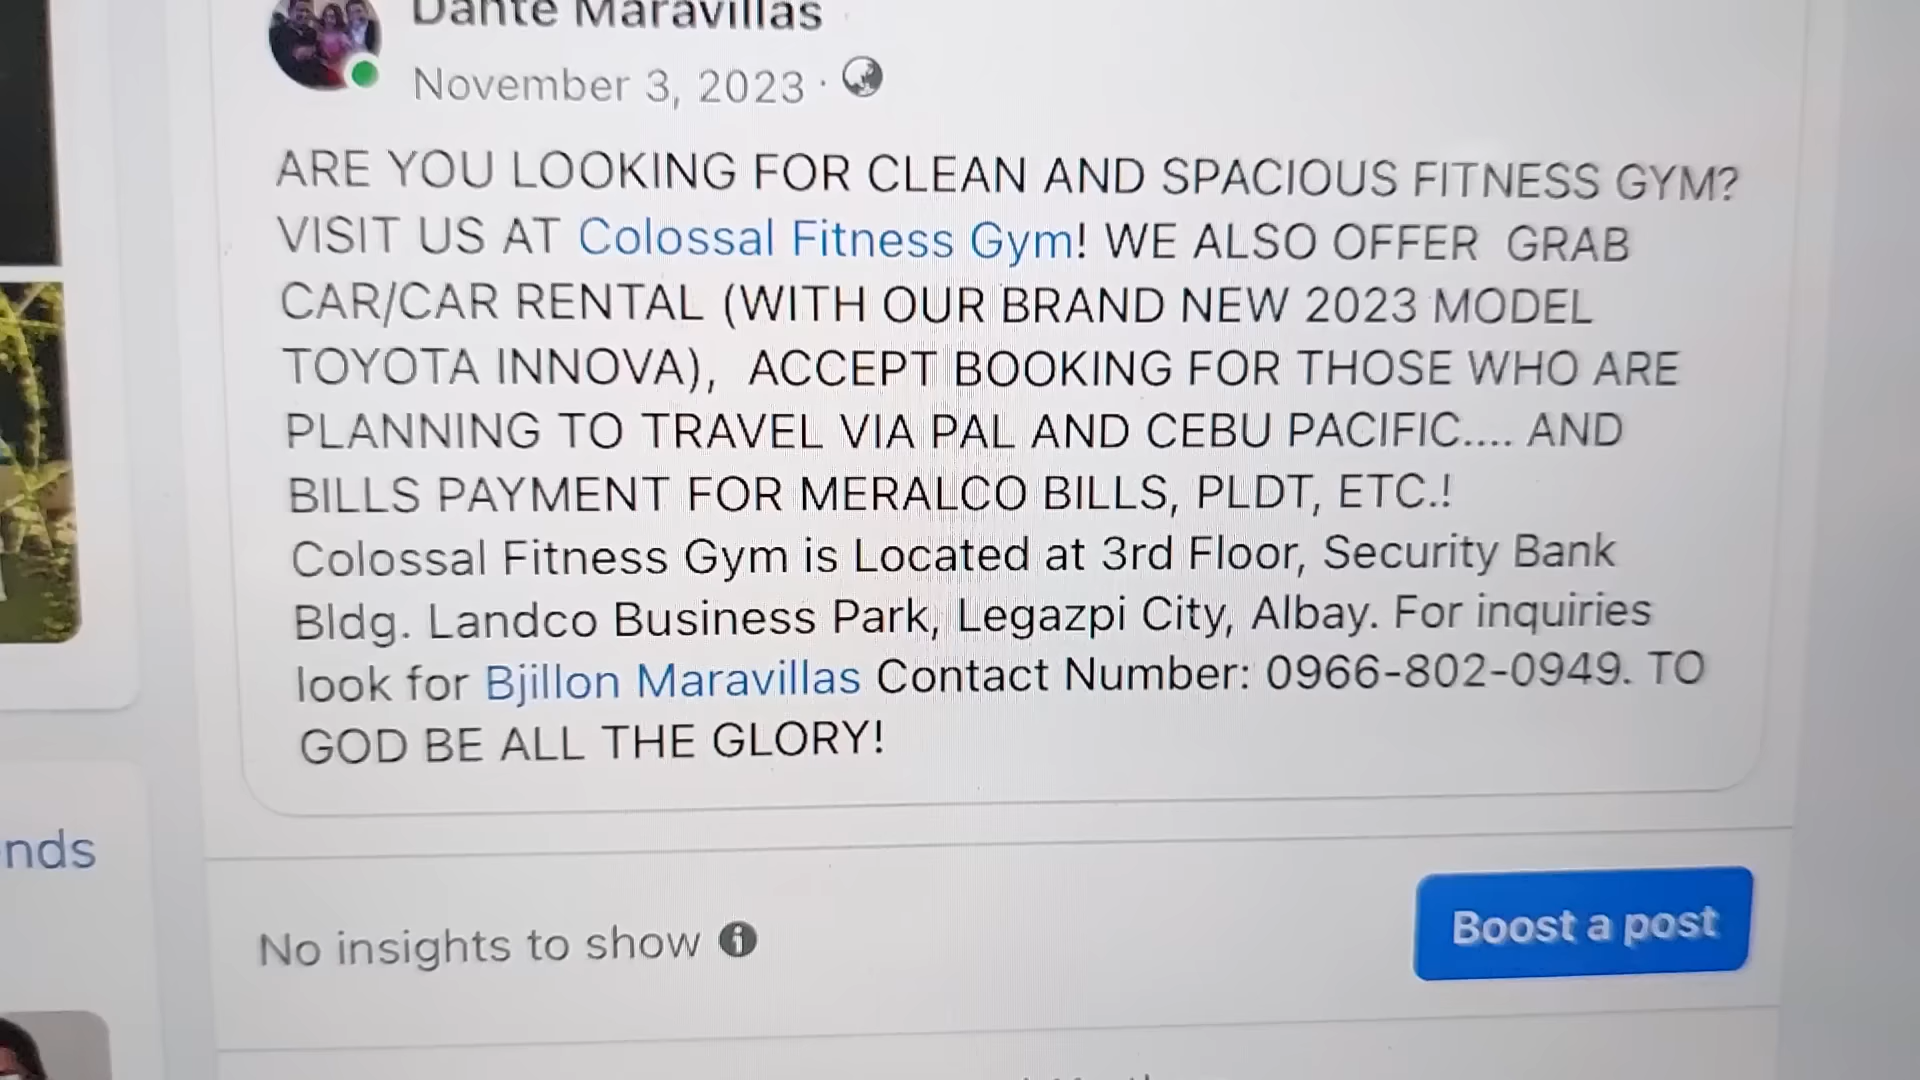 Dante Maravillas
November 3, 2023 ·
ARE YOU LOOKING FOR CLEAN AND SPACIOUS FITNESS GYM?
VISIT US AT Colossal Fitness Gym! WE ALSO OFFER  GRAB
CAR/CAR RENTAL (WITH OUR BRAND NEW 2023 MODEL
TOYOTA INNOVA),  ACCEPT BOOKING FOR THOSE WHO ARE
PLANNING TO TRAVEL VIA PAL AND CEBU PACIFIC.... AND
BILLS PAYMENT FOR MERALCO BILLS, PLDT, ETC.!
Colossal Fitness Gym is Located at 3rd Floor, Security Bank
Bldg. Landco Business Park, Legazpi City, Albay. For inquiries
look for Bjillon Maravillas Contact Number: 0966-802-0949. TO
GOD BE ALL THE GLORY!
nds
No insights to show
Boost a post